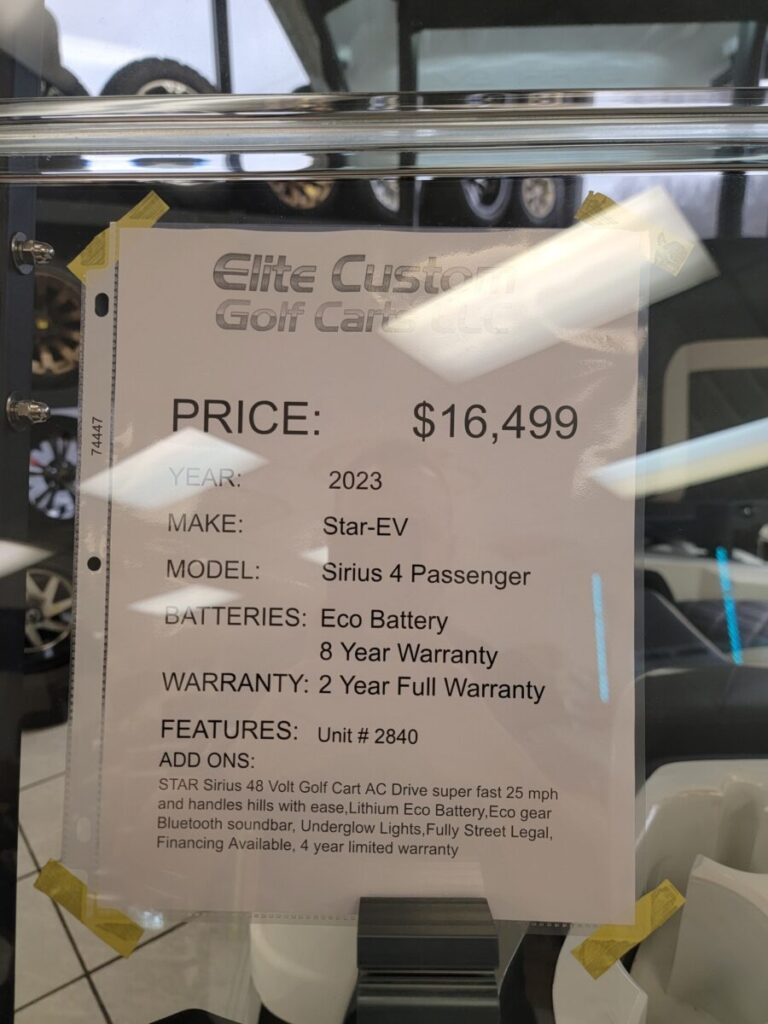 Elite Custom
Golf Carts LLC
PRICE: $16,499
74447
YEAR: 2023
MAKE: Star-EV
MODEL: Sirius 4 Passenger
BATTERIES: Eco Battery
8 Year Warranty
WARRANTY: 2 Year Full Warranty
FEATURES: Unit # 2840
ADD ONS:
STAR Sirius 48 Volt Golf Cart AC Drive super fast 25 mph
and handles hills with ease,Lithium Eco Battery,Eco gear
Bluetooth soundbar, Underglow Lights,Fully Street Legal,
Financing Available, 4 year limited warranty